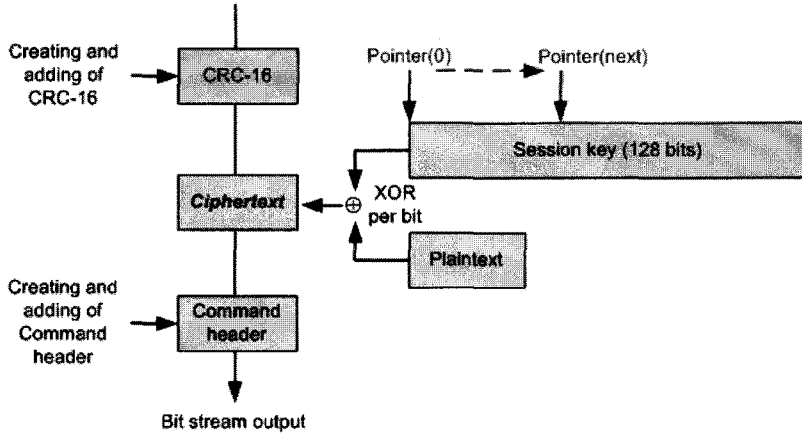 Creating and
adding of
CRC-16
CRC-16
Pointer(0)
Pointer(next)
Session key (128 bits)
Ciphertext
XOR
per bit
Plaintext
Creating and
adding of
Command
header
Command
header
Bit stream output